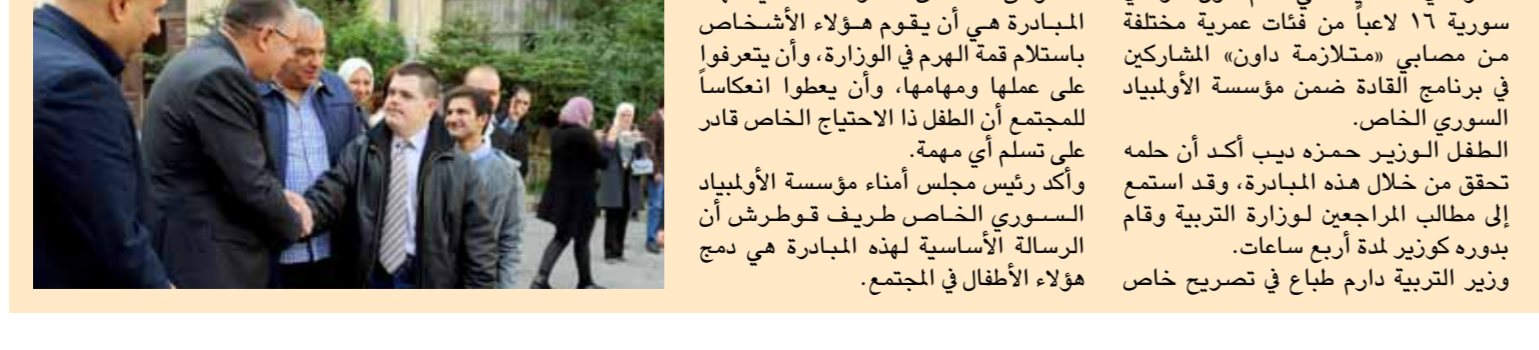 سورية ١٦ لاعباً من فئات عمرية مختلفة
من مصابي «متلازمة داون» المشاركين
في برنامج القادة ضمن مؤسسة الأولمبياد
السوري الخاص.
الطفل الوزير حمزه ديب أكد أن حلمه
تحقق من خلال هذه المبادرة، وقد استمع
إلى مطالب المراجعين لوزارة التربية وقام
بدوره كوزير لمدة أربع ساعات.
وزير التربية دارم طباع في تصريح خاص
المبادرة هي أن يقوم هؤلاء الأشخاص
باستلام قمة الهرم في الوزارة، وأن يتعرفوا
على عملها ومهامها، وأن يعطوا انعكاساً
للمجتمع أن الطفل ذا الاحتياج الخاص قادر
على تسلم أي مهمة.
وأكد رئيس مجلس أمناء مؤسسة الأولمبياد
السوري الخاص طريف قوطرش أن
الرسالة الأساسية لهذه المبادرة هي دمج
هؤلاء الأطفال في المجتمع.